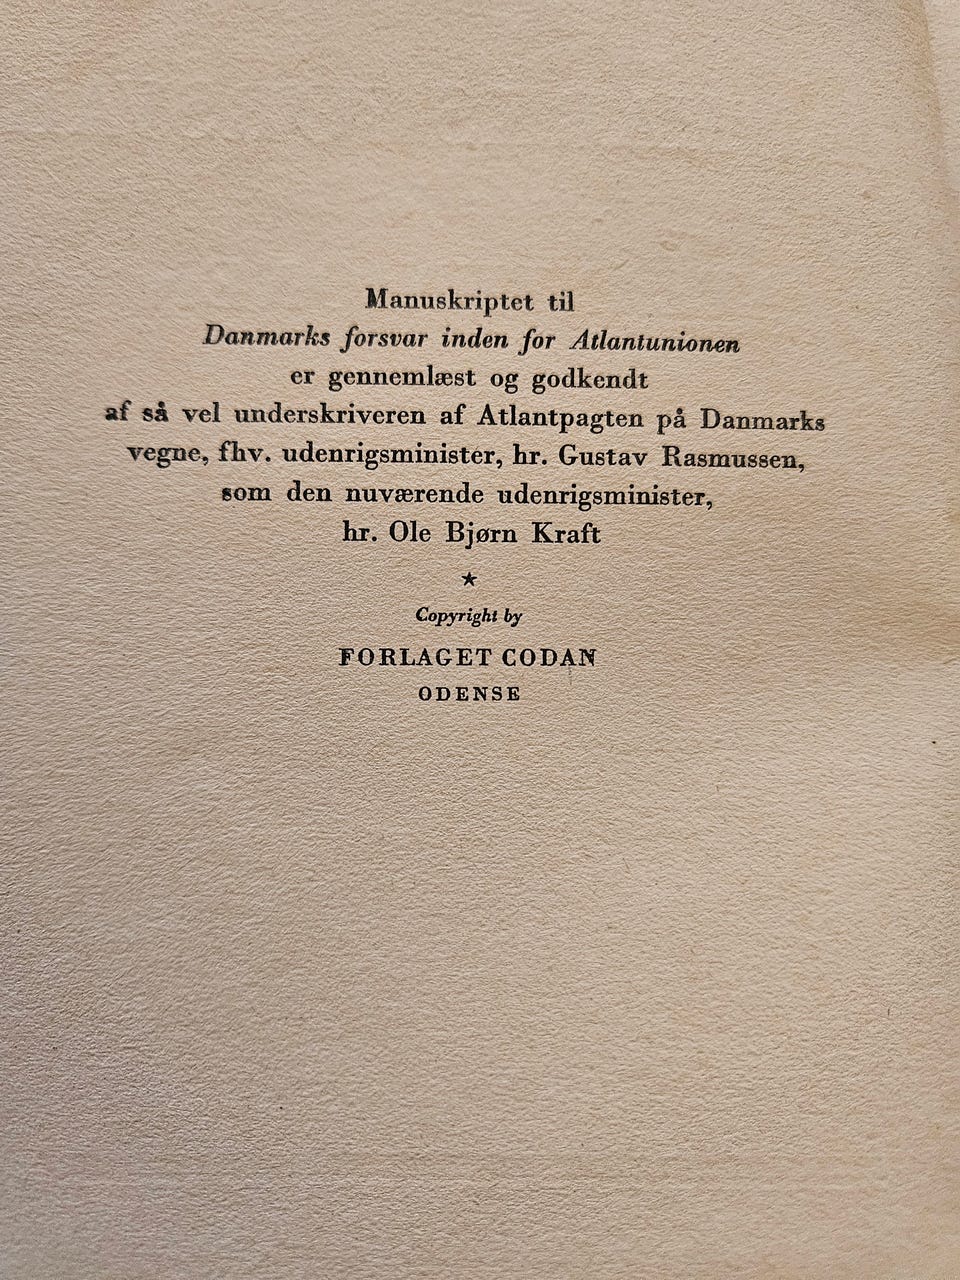 Manuskriptet til
Danmarks forsvar inden for Atlantunionen
er gennemlæst og godkendt
af så vel underskriveren af Atlantpagten på Danmarks
vegne, fhv. udenrigsminister, hr. Gustav Rasmussen,
som den nuværende udenrigsminister,
hr. Ole Bjørn Kraft
★
Copyright by
FORLAGET CODAN
ODENSE